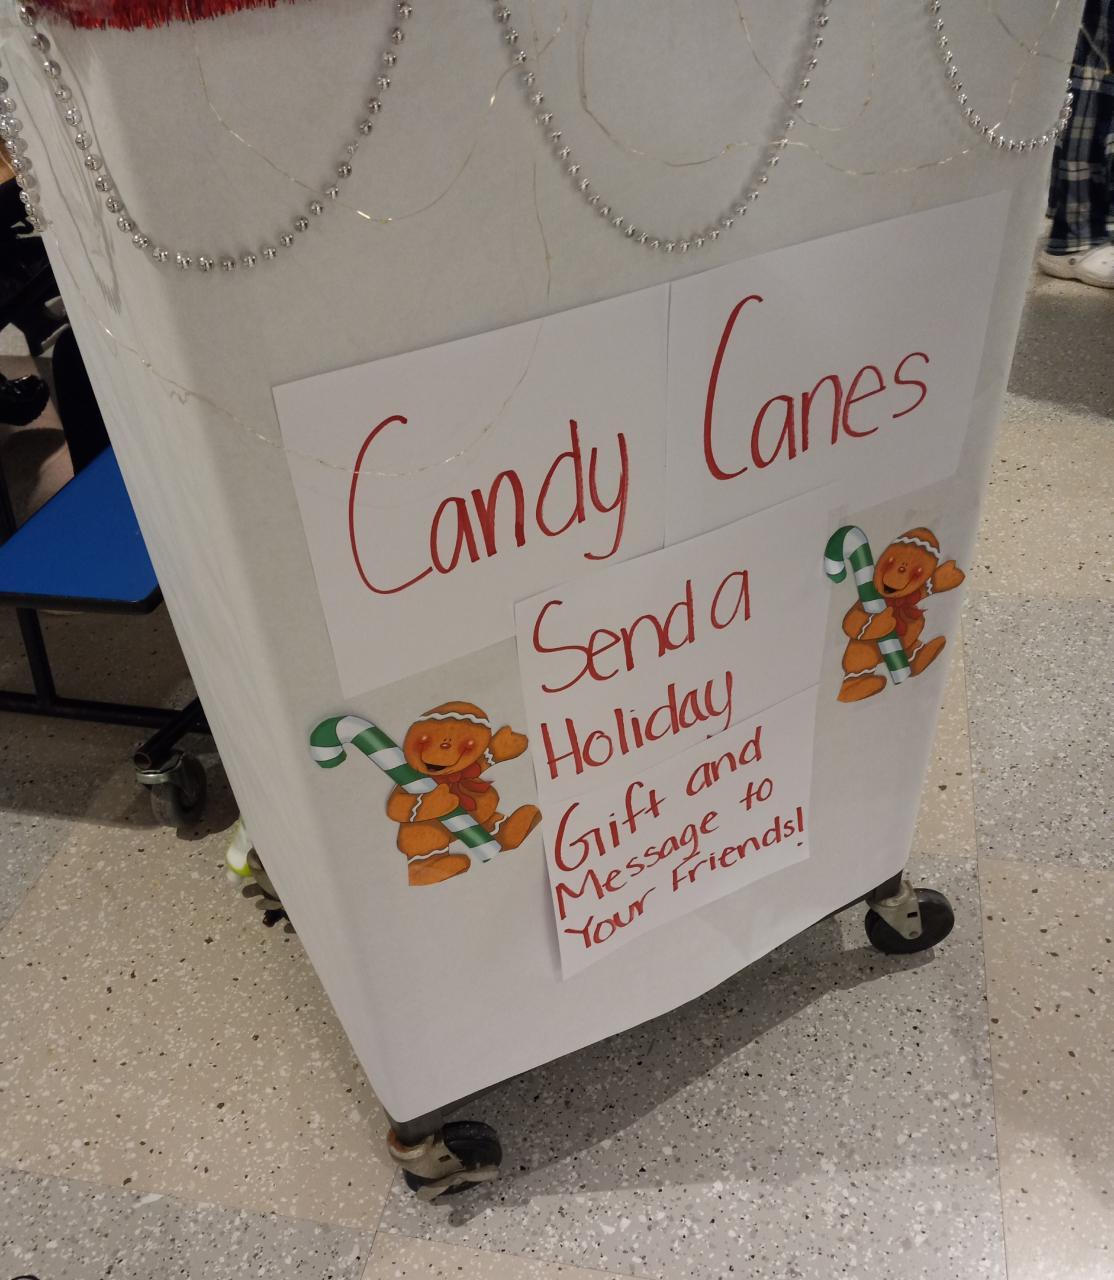 Candy Canes
Send a
Holiday
Gift and
Message to
Your Friends!